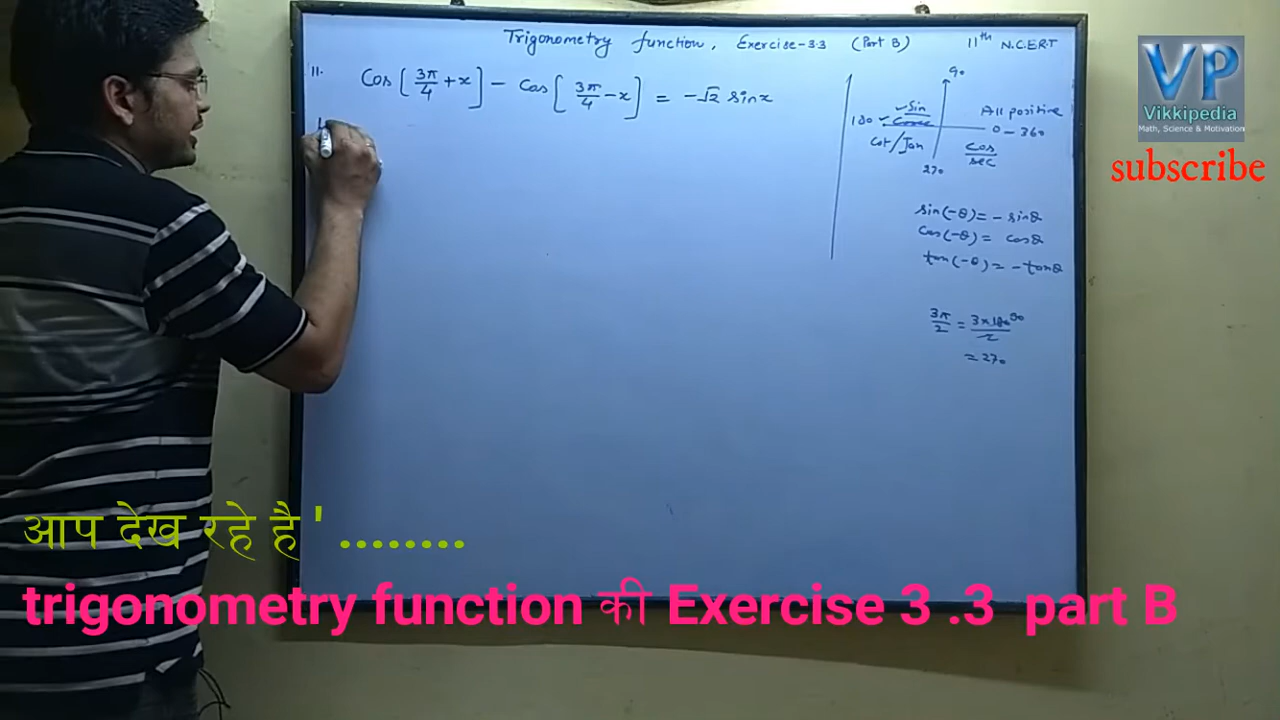 Trigonometry function, Exercise-3.3 (Part B) 11th N.C.E.R.T
11. Cos[3π/4 + x] - Cos[3π/4 - x] = -√2 sinx
90
sin
All positive
180
cosec
0-360
cot/Tan
cos
sec
270
sin(-θ) = - sinθ
cos(-θ) = cosθ
tan(-θ) = -tanθ
3π/2 = 3×180/2 90
= 270
VP
Vikkipedia
Math, Science & Motivation
subscribe
आप देख रहे है '........
trigonometry function की Exercise 3 .3 part B